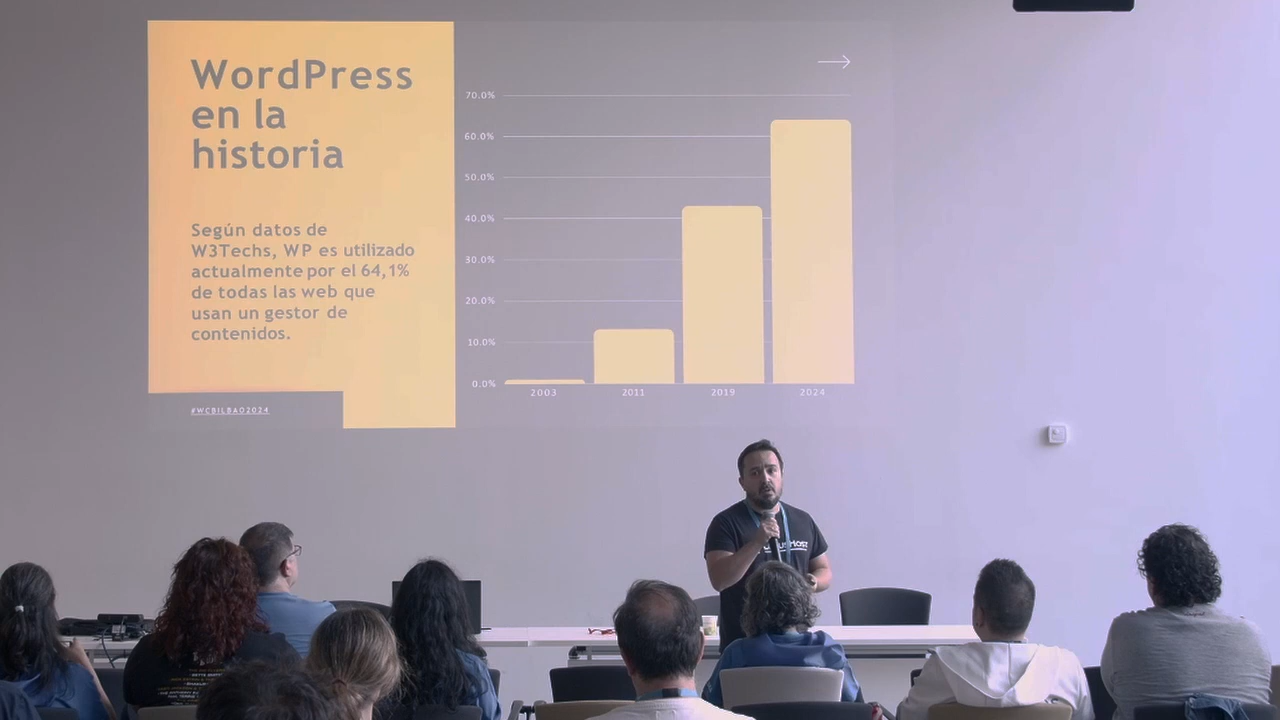 WordPress
en la
historia
Según datos de
W3Techs, WP es utilizado
actualmente por el 64,1%
de todas las web que
usan un gestor de
contenidos.
#WCBILBAO2024
70.0%
60.0%
50.0%
40.0%
30.0%
20.0%
10.0%
0.0%
2003 2011 2019 2024